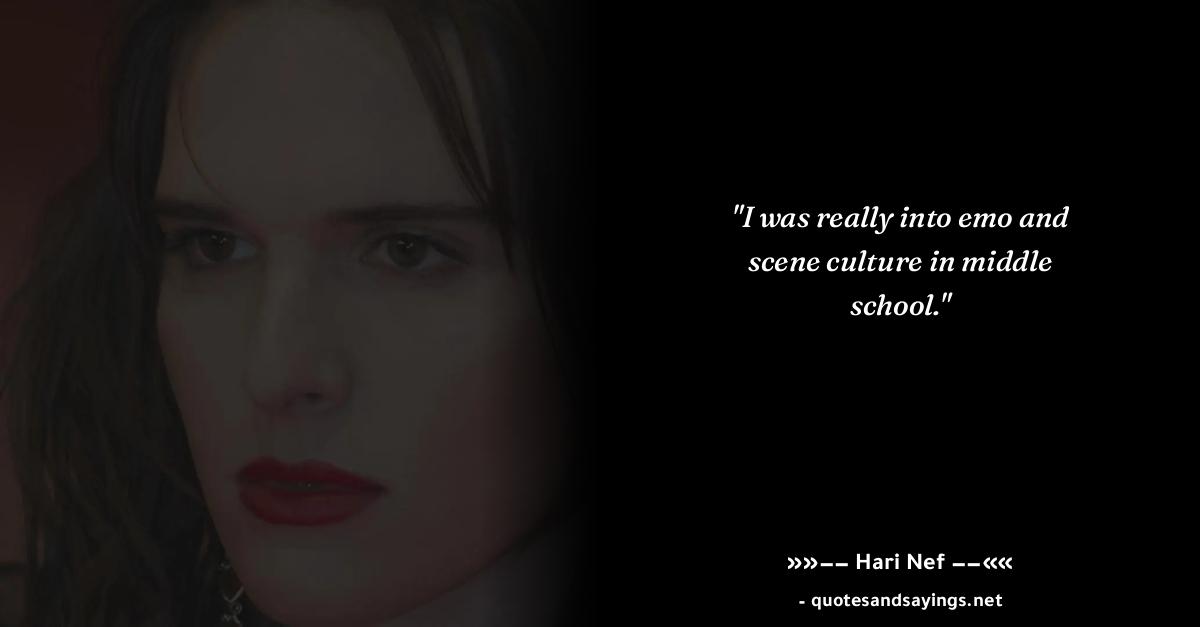 "I was really into emo and
scene culture in middle
school."
»»–– Hari Nef ––««
- quotesandsayings.net